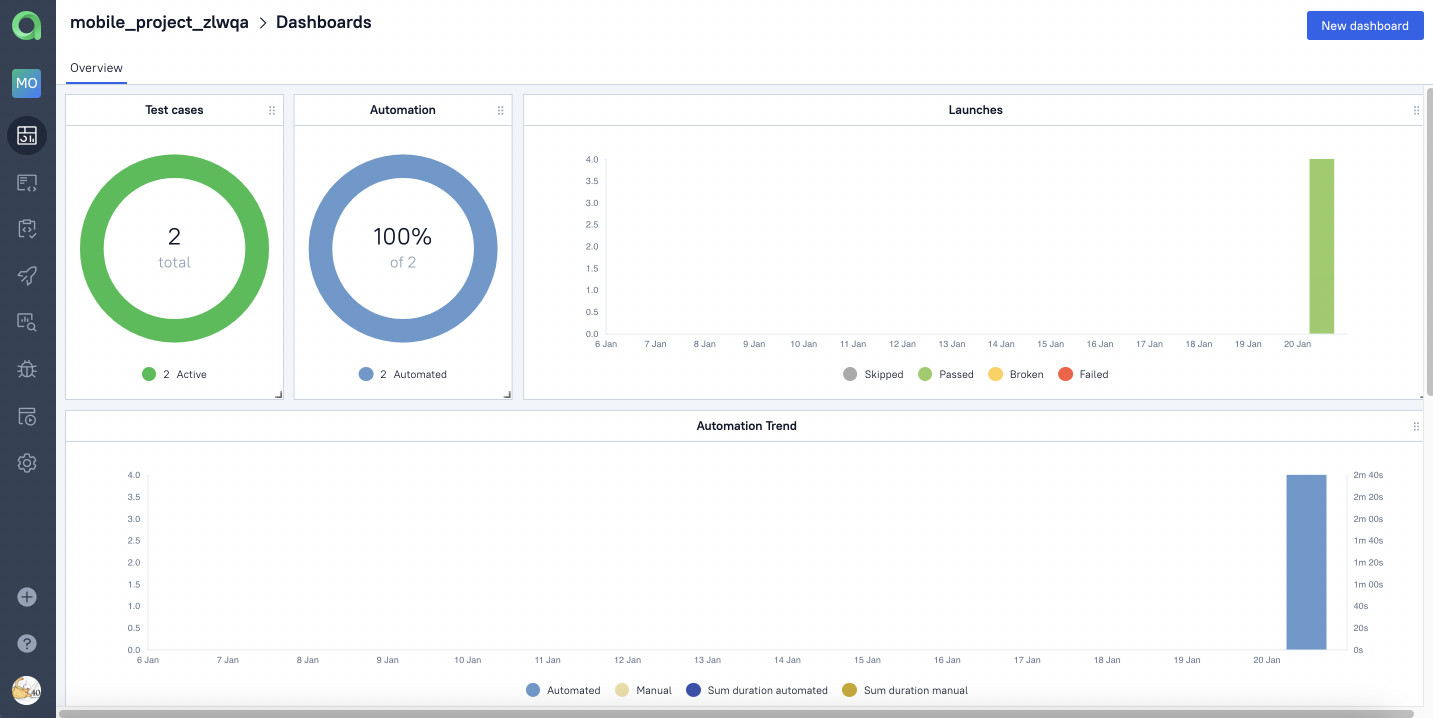 mobile_project_zlwqa > Dashboards
New dashboard
MO
Overview
Test cases
2
total
2 Active
Automation
100%
of 2
2 Automated
Launches
4.0
3.5
3.0
2.5
2.0
1.5
1.0
0.5
0.0
6 Jan 7 Jan 8 Jan 9 Jan 10 Jan 11 Jan 12 Jan 13 Jan 14 Jan 15 Jan 16 Jan 17 Jan 18 Jan 19 Jan 20 Jan
Skipped Passed Broken Failed
Automation Trend
4.0 2m 40s
3.5 2m 20s
3.0 2m 00s
2.5 1m 40s
2.0 1m 20s
1.5 1m 00s
1.0 40s
0.5 20s
0.0 0s
6 Jan 7 Jan 8 Jan 9 Jan 10 Jan 11 Jan 12 Jan 13 Jan 14 Jan 15 Jan 16 Jan 17 Jan 18 Jan 19 Jan 20 Jan
Automated Manual Sum duration automated Sum duration manual